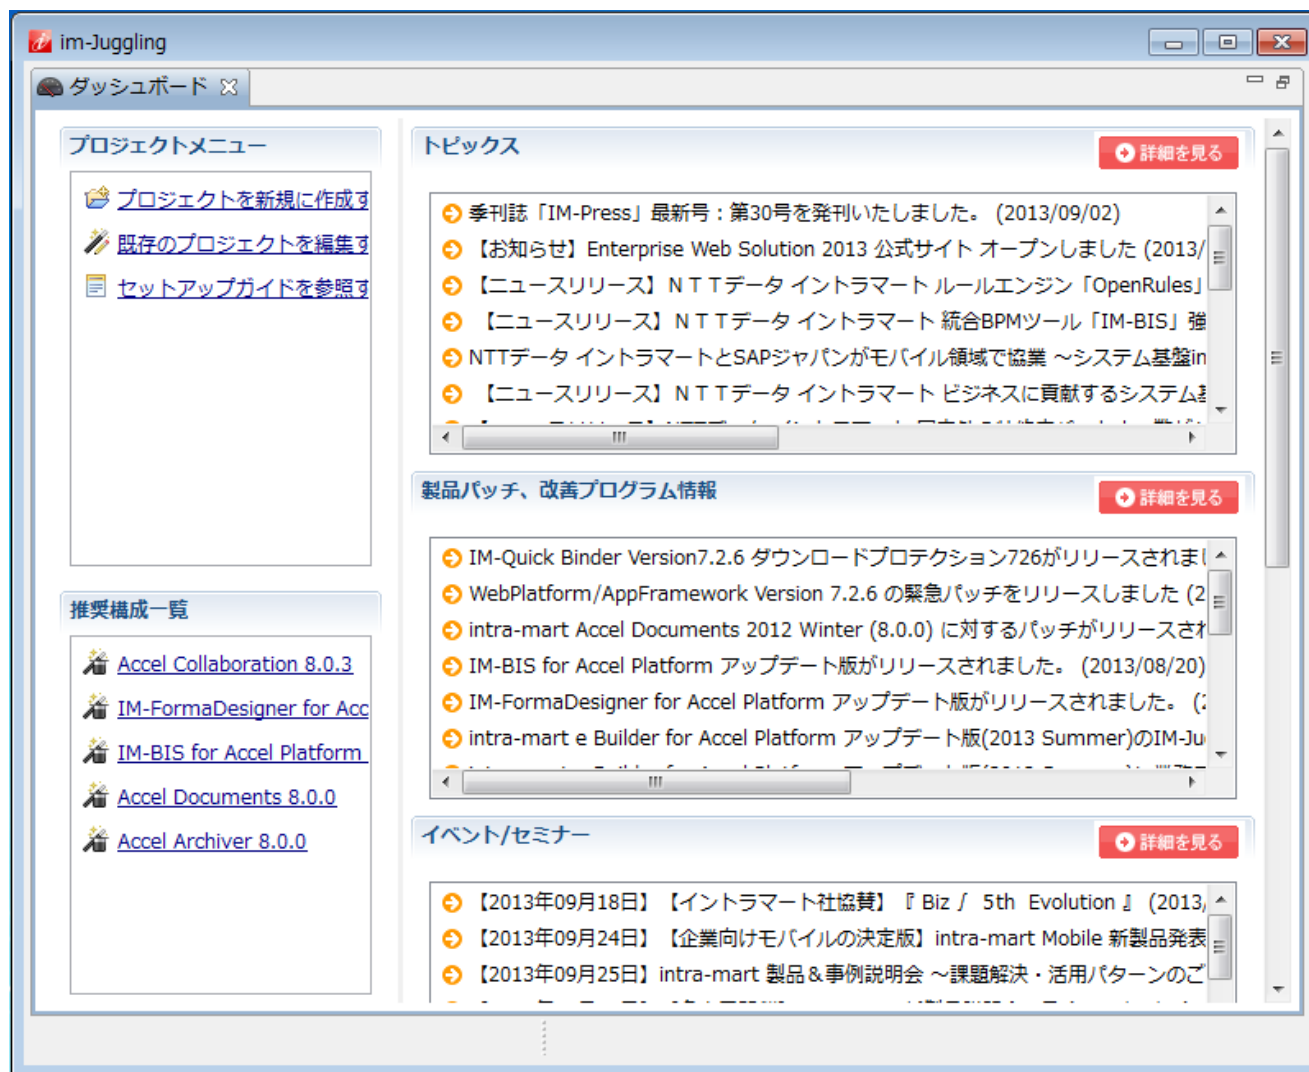 im-Juggling
ダッシュボード
プロジェクトメニュー
プロジェクトを新規に作成す
既存のプロジェクトを編集す
セットアップガイドを参照す
推奨構成一覧
Accel Collaboration 8.0.3
IM-FormaDesigner for Acc
IM-BIS for Accel Platform
Accel Documents 8.0.0
Accel Archiver 8.0.0
トピックス
詳細を見る
季刊誌「IM-Press」最新号：第30号を発刊いたしました。 (2013/09/02)
【お知らせ】Enterprise Web Solution 2013 公式サイト オープンしました (2013/
【ニュースリリース】ＮＴＴデータ イントラマート ルールエンジン「OpenRules」
【ニュースリリース】ＮＴＴデータ イントラマート 統合BPMツール「IM-BIS」強
NTTデータ イントラマートとSAPジャパンがモバイル領域で協業 ～システム基盤in
【ニュースリリース】ＮＴＴデータ イントラマート ビジネスに貢献するシステム基
製品パッチ、改善プログラム情報
詳細を見る
IM-Quick Binder Version7.2.6 ダウンロードプロテクション726がリリースされまし
WebPlatform/AppFramework Version 7.2.6 の緊急パッチをリリースしました (2
intra-mart Accel Documents 2012 Winter (8.0.0) に対するパッチがリリースされ
IM-BIS for Accel Platform アップデート版がリリースされました。 (2013/08/20)
IM-FormaDesigner for Accel Platform アップデート版がリリースされました。 (2
intra-mart e Builder for Accel Platform アップデート版(2013 Summer)のIM-Ju
イベント/セミナー
詳細を見る
【2013年09月18日】【イントラマート社協賛】『 Biz ∫ 5th Evolution 』 (2013/
【2013年09月24日】【企業向けモバイルの決定版】intra-mart Mobile 新製品発表
【2013年09月25日】intra-mart 製品＆事例説明会 ～課題解決・活用パターンのご